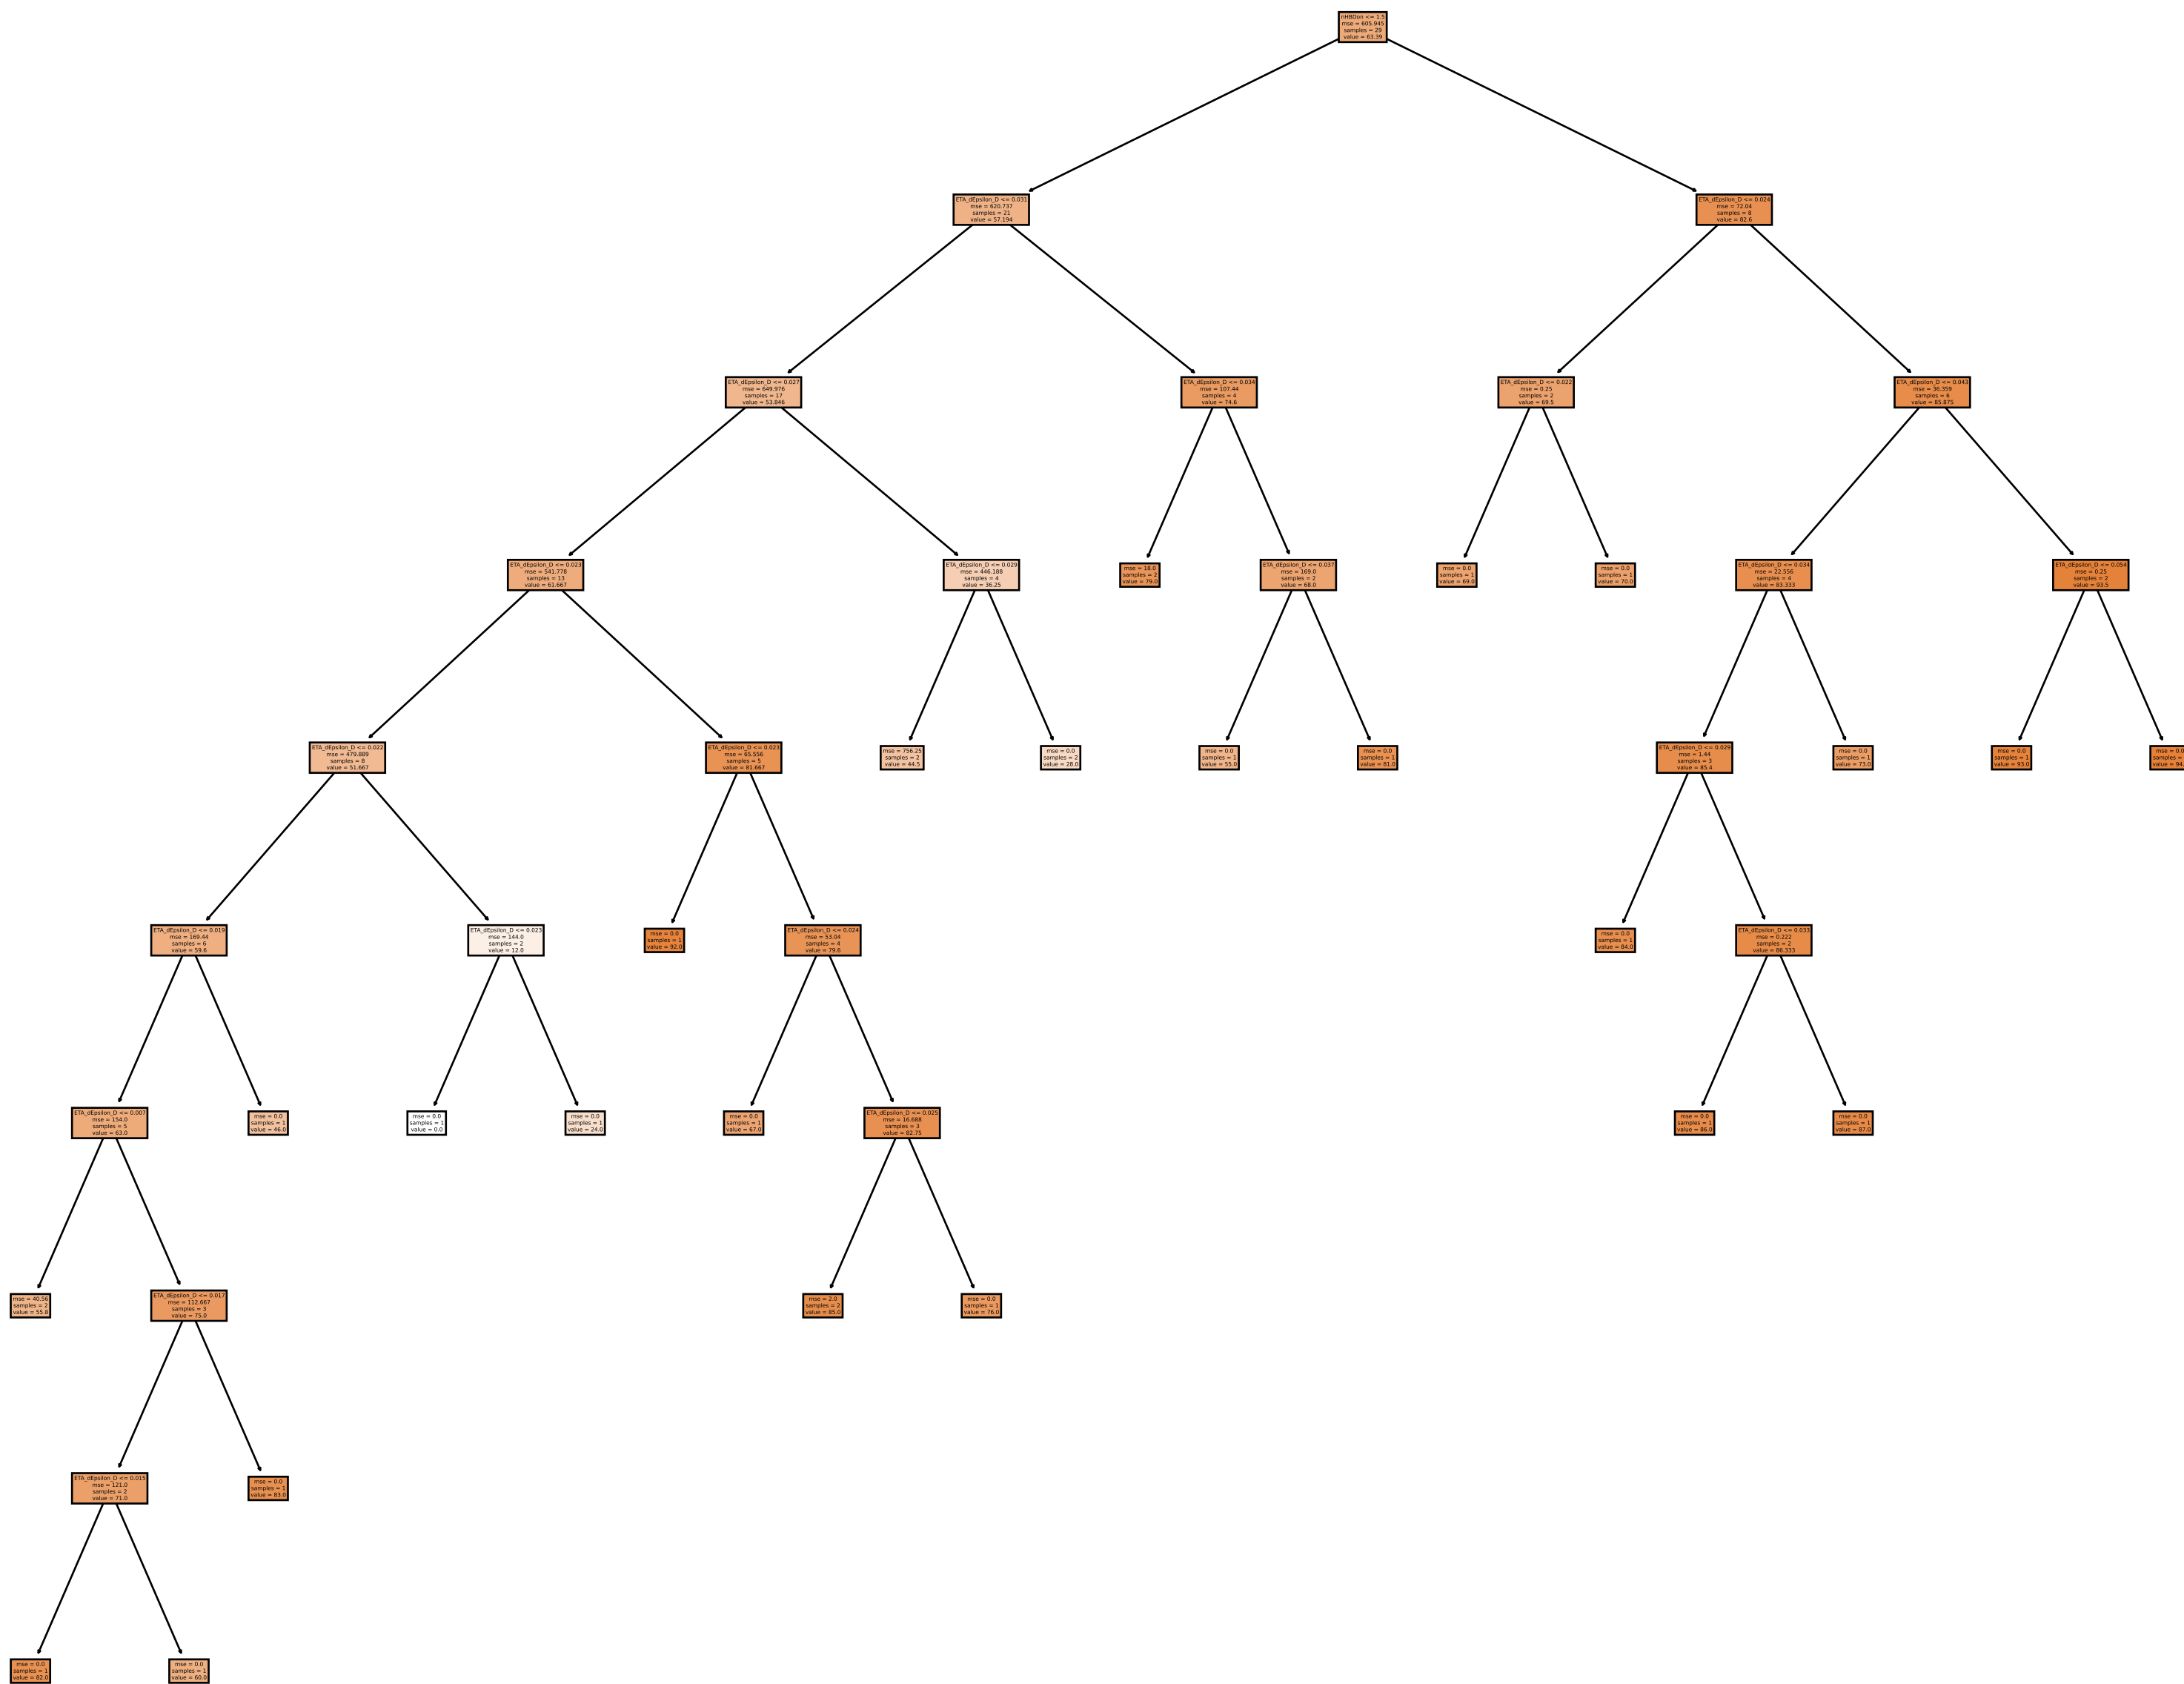 nHBDon <= 1.5
mse = 605.945
samples = 29
value = 63.39
ETA_dEpsilon_D <= 0.031
mse = 620.737
samples = 21
value = 57.194
ETA_dEpsilon_D <= 0.024
mse = 72.04
samples = 8
value = 82.6
ETA_dEpsilon_D <= 0.027
mse = 649.976
samples = 17
value = 53.846
ETA_dEpsilon_D <= 0.034
mse = 107.44
samples = 4
value = 74.6
ETA_dEpsilon_D <= 0.022
mse = 0.25
samples = 2
value = 69.5
ETA_dEpsilon_D <= 0.043
mse = 36.359
samples = 6
value = 85.875
ETA_dEpsilon_D <= 0.023
mse = 541.778
samples = 13
value = 61.667
ETA_dEpsilon_D <= 0.029
mse = 446.188
samples = 4
value = 36.25
mse = 18.0
samples = 2
value = 79.0
ETA_dEpsilon_D <= 0.037
mse = 169.0
samples = 2
value = 68.0
mse = 0.0
samples = 1
value = 69.0
mse = 0.0
samples = 1
value = 70.0
ETA_dEpsilon_D <= 0.034
mse = 22.556
samples = 4
value = 83.333
ETA_dEpsilon_D <= 0.054
mse = 0.25
samples = 2
value = 93.5
ETA_dEpsilon_D <= 0.022
mse = 479.889
samples = 8
value = 51.667
ETA_dEpsilon_D <= 0.023
mse = 65.556
samples = 5
value = 81.667
mse = 756.25
samples = 2
value = 44.5
mse = 0.0
samples = 2
value = 28.0
mse = 0.0
samples = 1
value = 55.0
mse = 0.0
samples = 1
value = 81.0
ETA_dEpsilon_D <= 0.029
mse = 1.44
samples = 3
value = 85.4
mse = 0.0
samples = 1
value = 73.0
mse = 0.0
samples = 1
value = 93.0
mse = 0.0
samples =
value = 94.
ETA_dEpsilon_D <= 0.019
mse = 169.44
samples = 6
value = 59.6
ETA_dEpsilon_D <= 0.023
mse = 144.0
samples = 2
value = 12.0
mse = 0.0
samples = 1
value = 92.0
ETA_dEpsilon_D <= 0.024
mse = 53.04
samples = 4
value = 79.6
mse = 0.0
samples = 1
value = 84.0
ETA_dEpsilon_D <= 0.033
mse = 0.222
samples = 2
value = 86.333
ETA_dEpsilon_D <= 0.007
mse = 154.0
samples = 5
value = 63.0
mse = 0.0
samples = 1
value = 46.0
mse = 0.0
samples = 1
value = 0.0
mse = 0.0
samples = 1
value = 24.0
mse = 0.0
samples = 1
value = 67.0
ETA_dEpsilon_D <= 0.025
mse = 16.688
samples = 3
value = 82.75
mse = 0.0
samples = 1
value = 86.0
mse = 0.0
samples = 1
value = 87.0
mse = 40.56
samples = 2
value = 55.8
ETA_dEpsilon_D <= 0.017
mse = 112.667
samples = 3
value = 75.0
mse = 2.0
samples = 2
value = 85.0
mse = 0.0
samples = 1
value = 76.0
ETA_dEpsilon_D <= 0.015
mse = 121.0
samples = 2
value = 71.0
mse = 0.0
samples = 1
value = 83.0
mse = 0.0
samples = 1
value = 82.0
mse = 0.0
samples = 1
value = 60.0